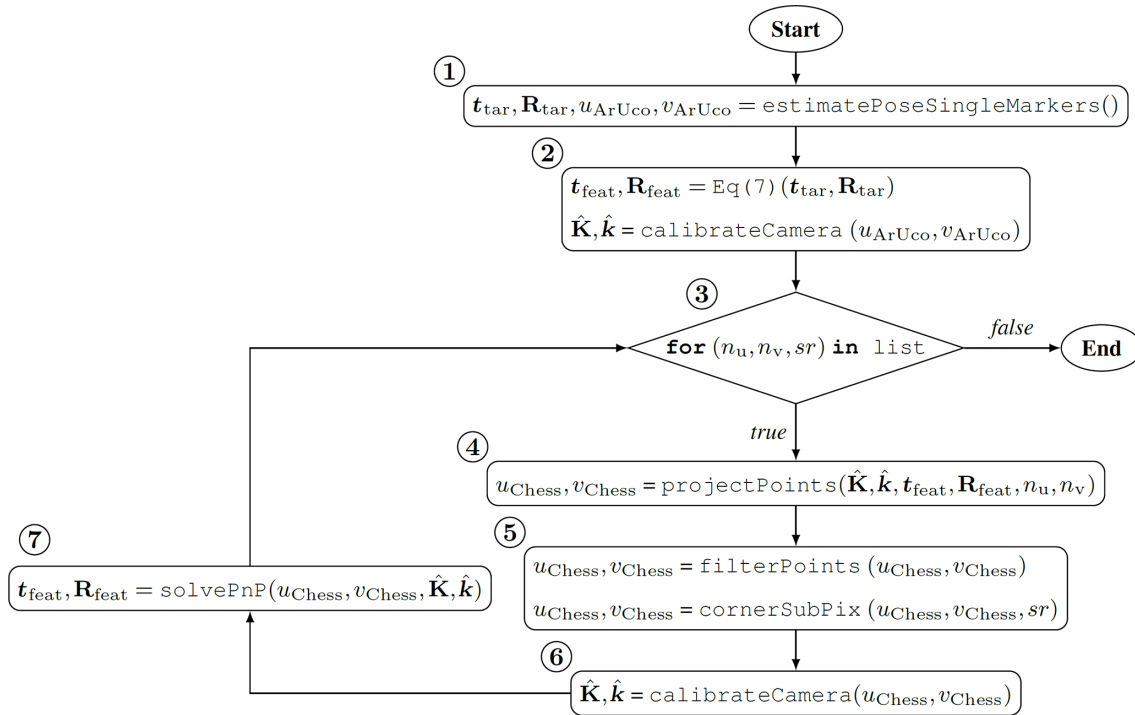 Start
①
𝒕_tar, 𝐑_tar, u_ArUco, v_ArUco = estimatePoseSingleMarkers()
②
𝒕_feat, 𝐑_feat = Eq(7)(𝒕_tar, 𝐑_tar)
𝐊̂, 𝒌̂ = calibrateCamera (u_ArUco, v_ArUco)
③
for (n_u, n_v, sr) in list
false
End
true
④
u_Chess, v_Chess = projectPoints(𝐊̂, 𝒌̂, 𝒕_feat, 𝐑_feat, n_u, n_v)
⑤
u_Chess, v_Chess = filterPoints (u_Chess, v_Chess)
u_Chess, v_Chess = cornerSubPix (u_Chess, v_Chess, sr)
⑥
𝐊̂, 𝒌̂ = calibrateCamera(u_Chess, v_Chess)
⑦
𝒕_feat, 𝐑_feat = solvePnP(u_Chess, v_Chess, 𝐊̂, 𝒌̂)